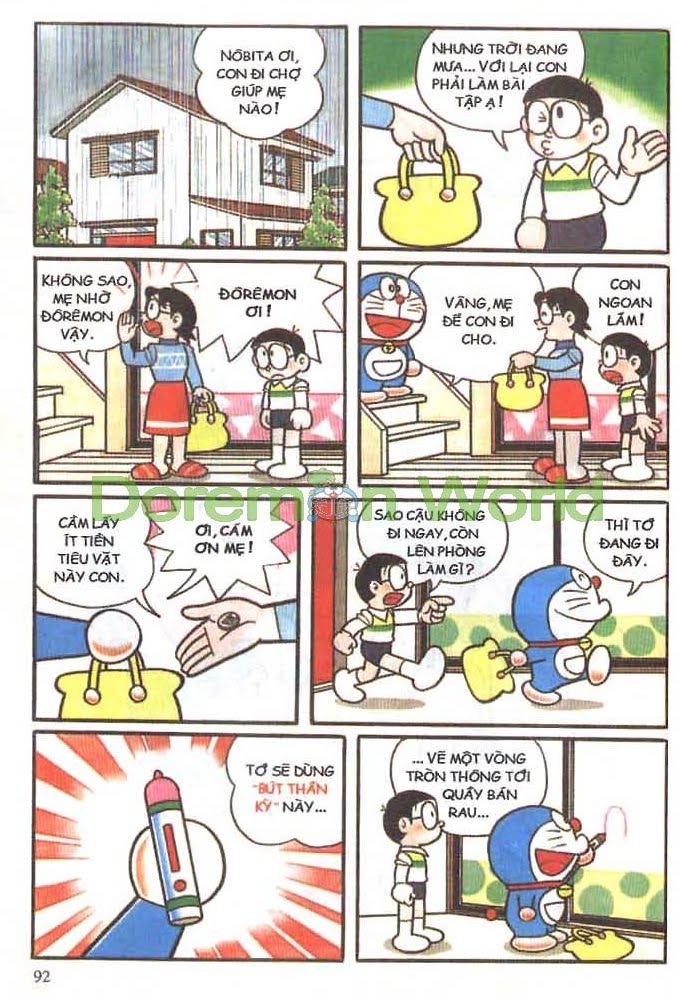 NÔBITA ƠI,
CON ĐI CHỢ
GIÚP MẸ
NÀO!
NHƯNG TRỜI ĐANG
MƯA... VỚI LẠI CON
PHẢI LÀM BÀI
TẬP Ạ!
KHÔNG SAO,
MẸ NHỜ
ĐÔRÊMON
VẬY.
ĐÔRÊMON
ƠI!
VÂNG, MẸ
ĐỂ CON ĐI
CHO.
CON
NGOAN
LẮM!
Doremon World
CẦM LẤY
ÍT TIỀN
TIÊU VẶT
NÀY CON.
ÔI, CÁM
ƠN MẸ!
SAO CẬU KHÔNG
ĐI NGAY, CÒN
LÊN PHÒNG
LÀM GÌ?
THÌ TỚ
ĐANG ĐI
ĐÂY.
TỚ SẼ DÙNG
"BÚT THẦN
KỲ" NÀY...
... VẼ MỘT VÒNG
TRÒN THÔNG TỚI
QUẦY BÁN
RAU...
92